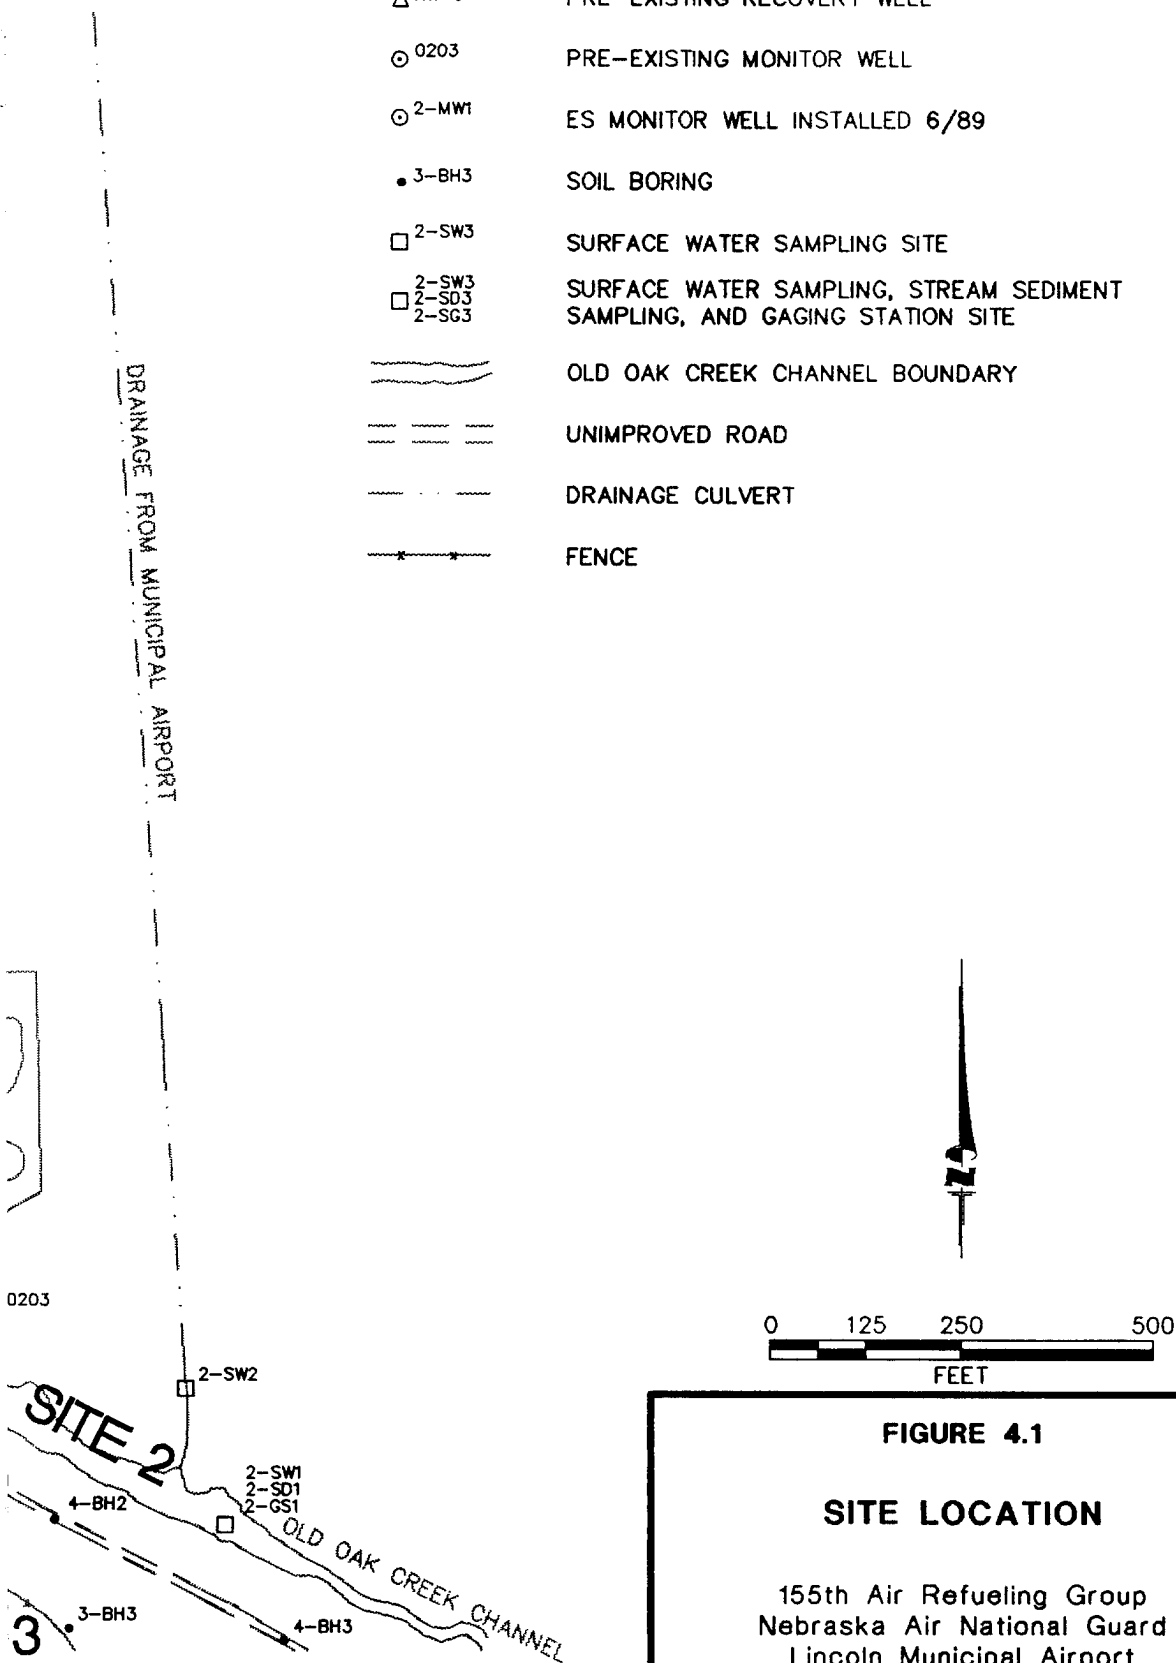 PRE-EXISTING RECOVERY WELL
0203 PRE-EXISTING MONITOR WELL
2-MW1 ES MONITOR WELL INSTALLED 6/89
3-BH3 SOIL BORING
2-SW3 SURFACE WATER SAMPLING SITE
2-SW3
2-SD3
2-SG3
SURFACE WATER SAMPLING, STREAM SEDIMENT
SAMPLING, AND GAGING STATION SITE
OLD OAK CREEK CHANNEL BOUNDARY
UNIMPROVED ROAD
DRAINAGE CULVERT
FENCE
DRAINAGE FROM MUNICIPAL AIRPORT
N
0203
0 125 250 500
FEET
2-SW2
SITE 2
2-SW1
2-SD1
2-GS1
4-BH2
OLD OAK CREEK CHANNEL
3-BH3
4-BH3
3
FIGURE 4.1
SITE LOCATION
155th Air Refueling Group
Nebraska Air National Guard
Lincoln Municipal Airport